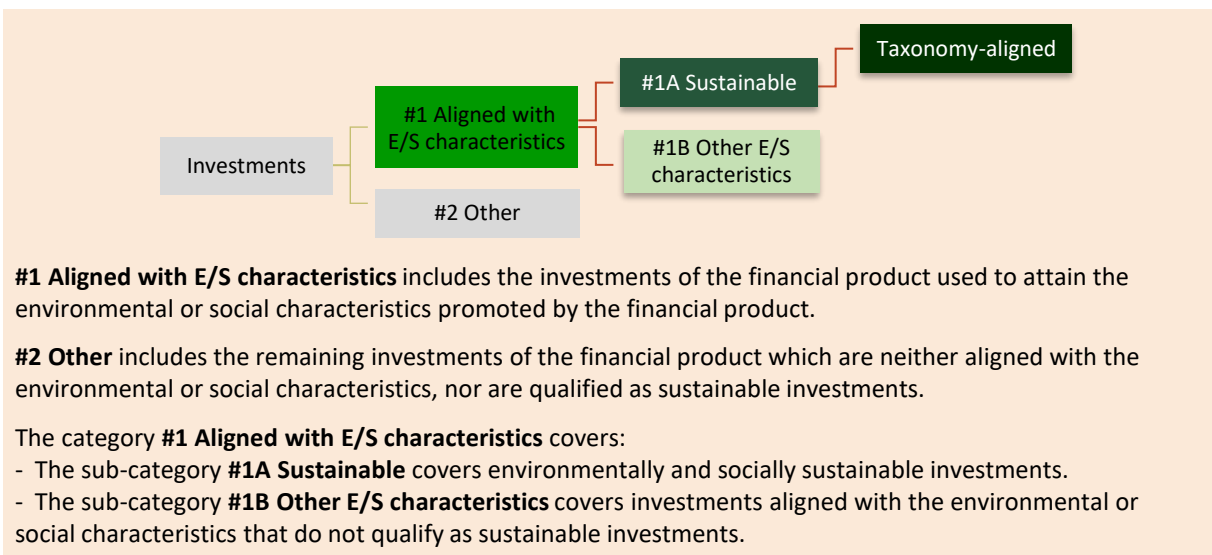 Taxonomy-aligned
#1A Sustainable
#1 Aligned with
E/S characteristics
#1B Other E/S
characteristics
Investments
#2 Other
#1 Aligned with E/S characteristics includes the investments of the financial product used to attain the
environmental or social characteristics promoted by the financial product.
#2 Other includes the remaining investments of the financial product which are neither aligned with the
environmental or social characteristics, nor are qualified as sustainable investments.
The category #1 Aligned with E/S characteristics covers:
- The sub-category #1A Sustainable covers environmentally and socially sustainable investments.
- The sub-category #1B Other E/S characteristics covers investments aligned with the environmental or
social characteristics that do not qualify as sustainable investments.